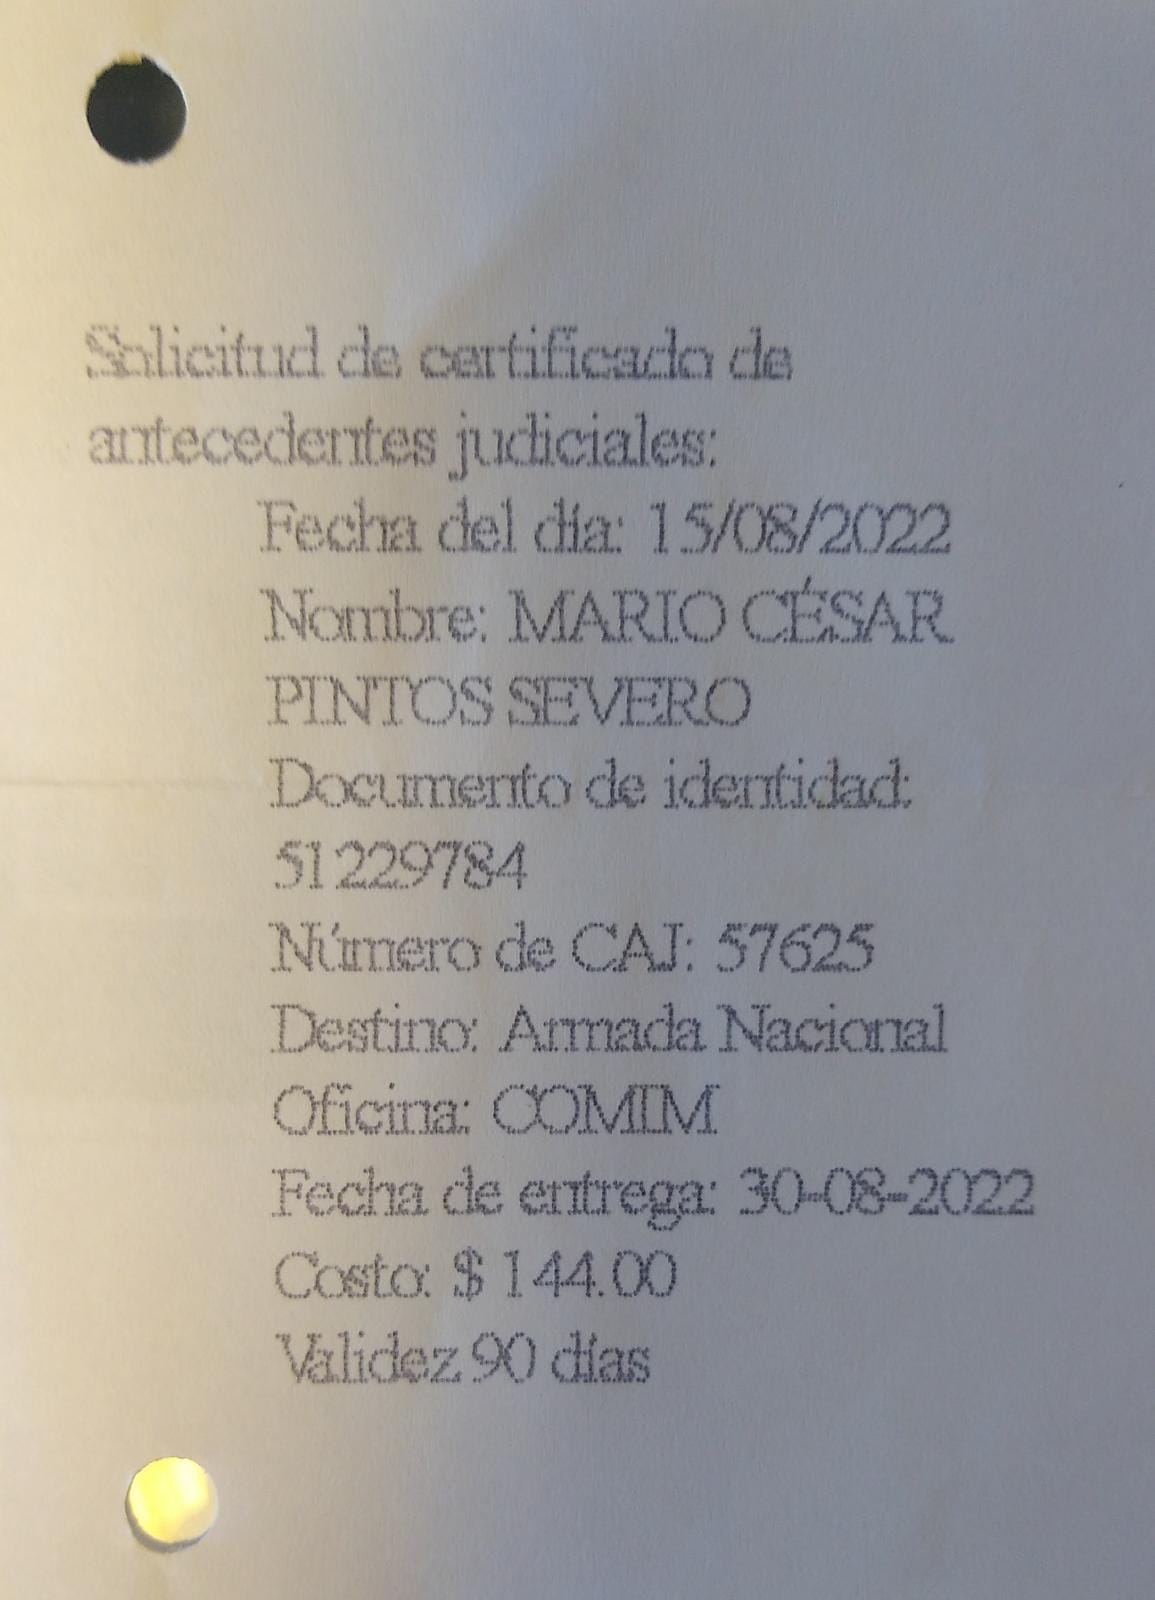 Solicitud de certificado de
antecedentes judiciales:
Fecha del día: 15/08/2022
Nombre: MARIO CÉSAR
PINTOS SEVERO
Documento de identidad:
51229784
Número de CAJ: 57625
Destino: Armada Nacional
Oficina: COMIM
Fecha de entrega: 30-08-2022
Costo: $ 144.00
Validez 90 días